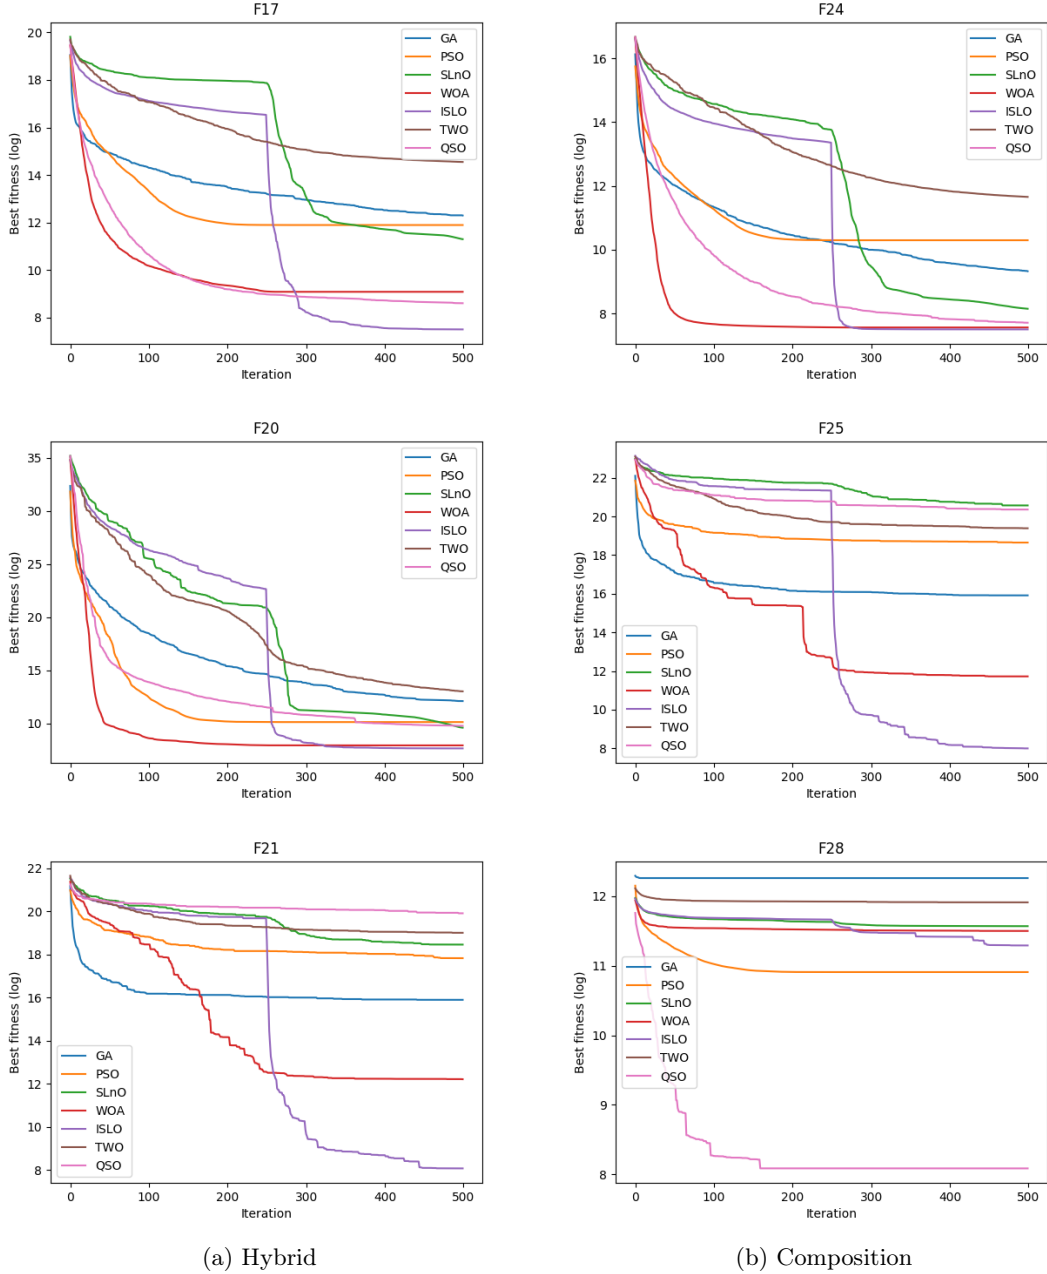 F17
Best fitness (log)
20
18
16
14
12
10
8
GA
PSO
SLnO
WOA
ISLO
TWO
QSO
0 100 200 300 400 500
Iteration
F24
Best fitness (log)
16
14
12
10
8
GA
PSO
SLnO
WOA
ISLO
TWO
QSO
0 100 200 300 400 500
Iteration
F20
Best fitness (log)
35
30
25
20
15
10
GA
PSO
SLnO
WOA
ISLO
TWO
QSO
0 100 200 300 400 500
Iteration
F25
Best fitness (log)
22
20
18
16
14
12
10
8
GA
PSO
SLnO
WOA
ISLO
TWO
QSO
0 100 200 300 400 500
Iteration
F21
Best fitness (log)
22
20
18
16
14
12
10
8
GA
PSO
SLnO
WOA
ISLO
TWO
QSO
0 100 200 300 400 500
Iteration
F28
Best fitness (log)
12
11
10
9
8
GA
PSO
SLnO
WOA
ISLO
TWO
QSO
0 100 200 300 400 500
Iteration
(a) Hybrid
(b) Composition